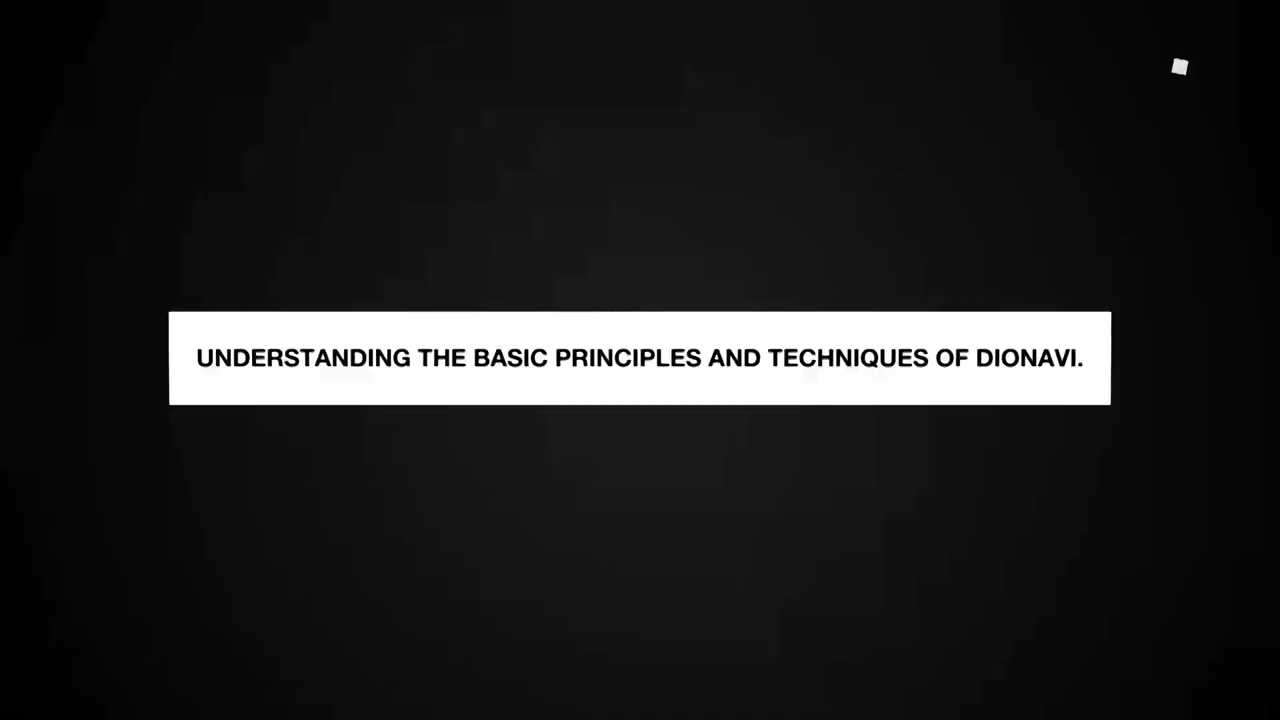 UNDERSTANDING THE BASIC PRINCIPLES AND TECHNIQUES OF DIONAVI.